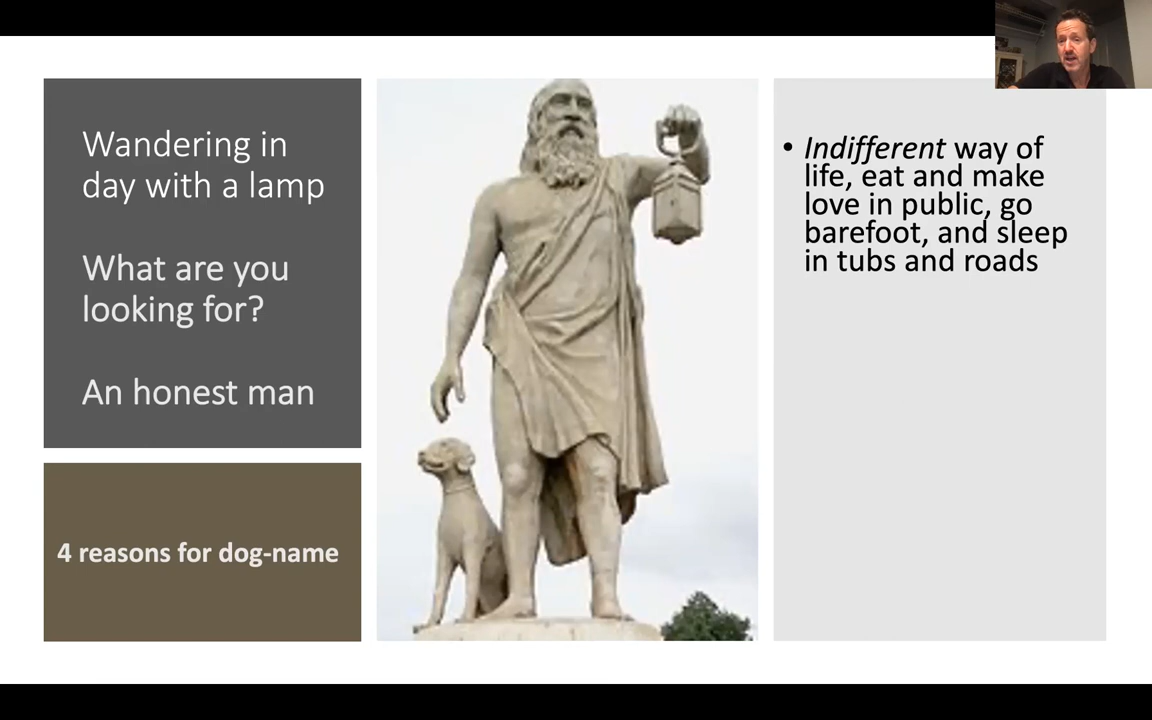 Wandering in
day with a lamp
What are you
looking for?
An honest man
4 reasons for dog-name
• Indifferent way of
life, eat and make
love in public, go
barefoot, and sleep
in tubs and roads